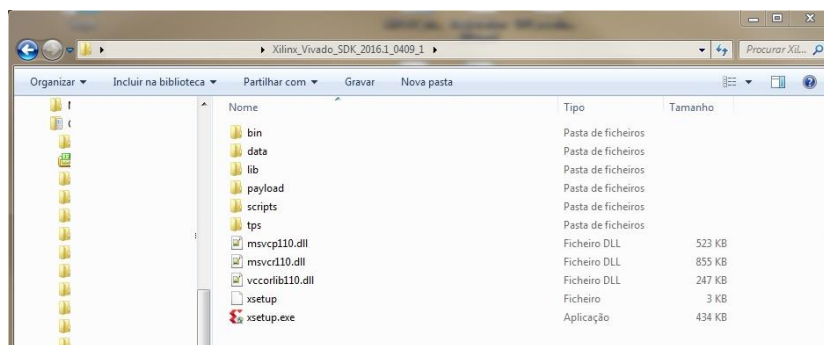 Xilinx_Vivado_SDK_2016.1_0409_1
Procurar Xil...
Organizar
Incluir na biblioteca
Partilhar com
Gravar
Nova pasta
Nome
Tipo
Tamanho
bin
Pasta de ficheiros
data
Pasta de ficheiros
lib
Pasta de ficheiros
payload
Pasta de ficheiros
scripts
Pasta de ficheiros
tps
Pasta de ficheiros
msvcp110.dll
Ficheiro DLL
523 KB
msvcr110.dll
Ficheiro DLL
855 KB
vccorlib110.dll
Ficheiro DLL
247 KB
xsetup
Ficheiro
3 KB
xsetup.exe
Aplicação
434 KB